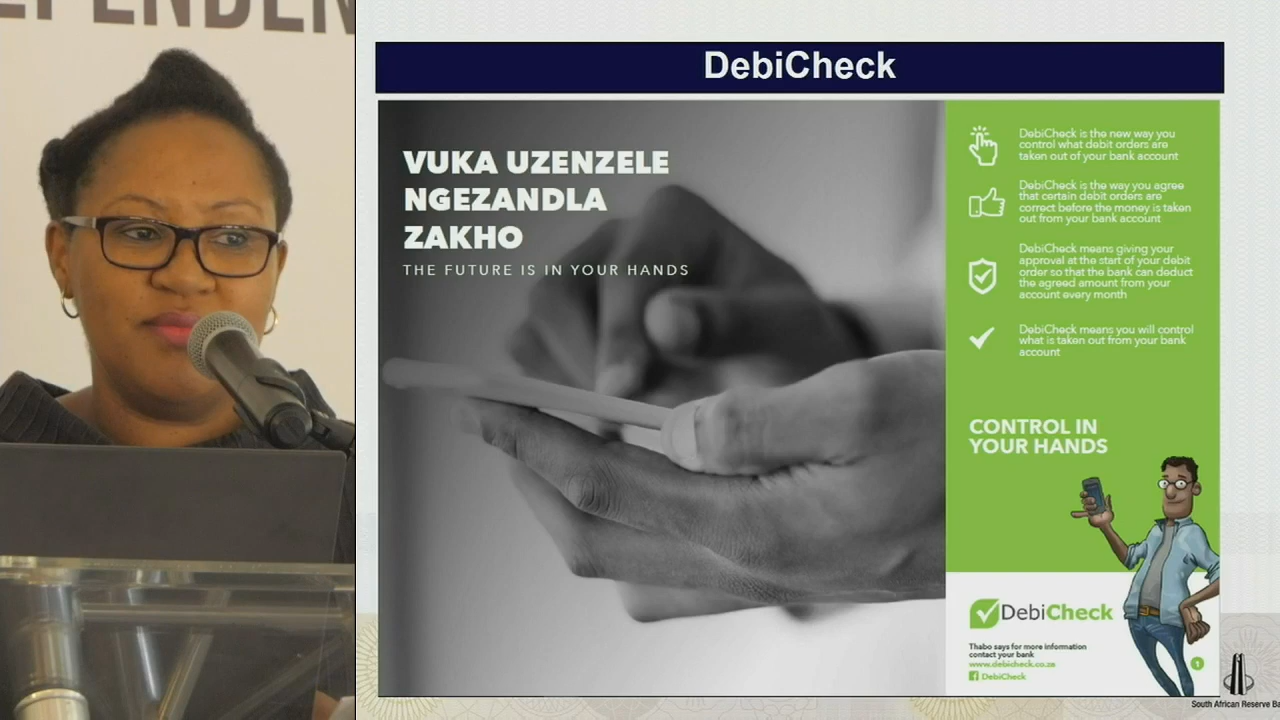 DebiCheck
VUKA UZENZELE
NGEZANDLA
ZAKHO
THE FUTURE IS IN YOUR HANDS
DebiCheck is the new way you
control what debit orders are
taken out of your bank account
DebiCheck is the way you agree
that certain debit orders are
correct before the money is taken
out from your bank account
DebiCheck means giving your
approval at the start of your debit
order so that the bank can deduct
the agreed amount from your
account every month
DebiCheck means you will control
what is taken out from your bank
account
CONTROL IN
YOUR HANDS
DebiCheck
Thabo says for more information
contact your bank
www.debicheck.co.za
DebiCheck
1
South African Reserve Ba